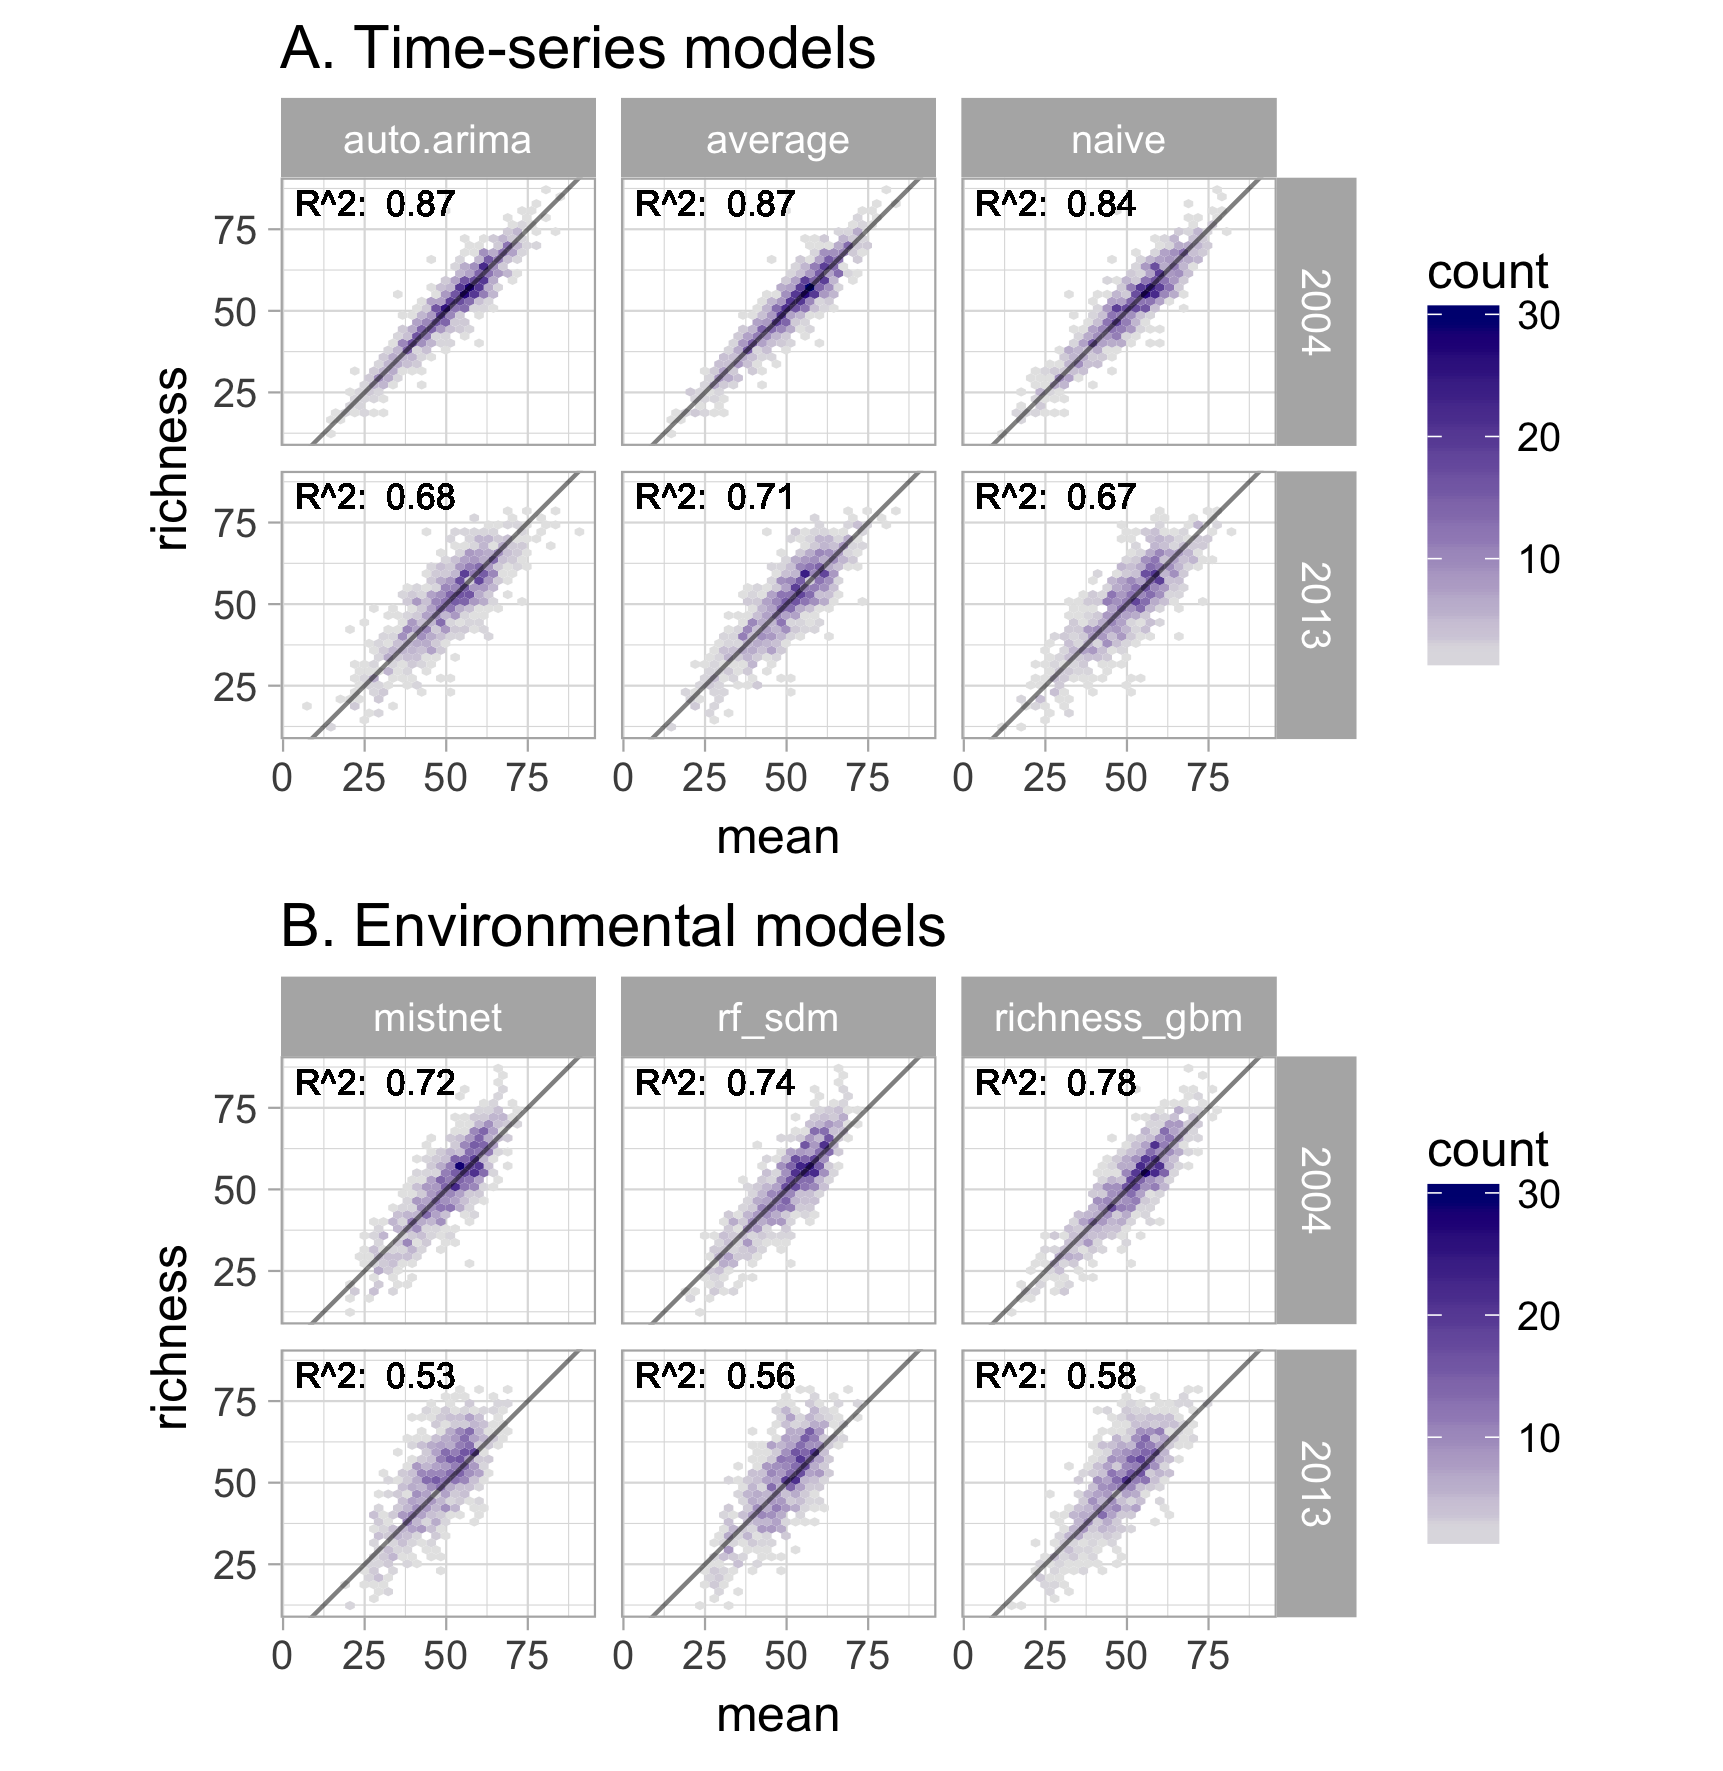 A. Time-series models
auto.arima average naive
R^2: 0.87 R^2: 0.87 R^2: 0.84
75
50
25
2004
R^2: 0.68 R^2: 0.71 R^2: 0.67
75
50
25
2013
richness
0 25 50 75 0 25 50 75 0 25 50 75
mean
count
30
20
10
B. Environmental models
mistnet rf_sdm richness_gbm
R^2: 0.72 R^2: 0.74 R^2: 0.78
75
50
25
2004
R^2: 0.53 R^2: 0.56 R^2: 0.58
75
50
25
2013
richness
0 25 50 75 0 25 50 75 0 25 50 75
mean
count
30
20
10